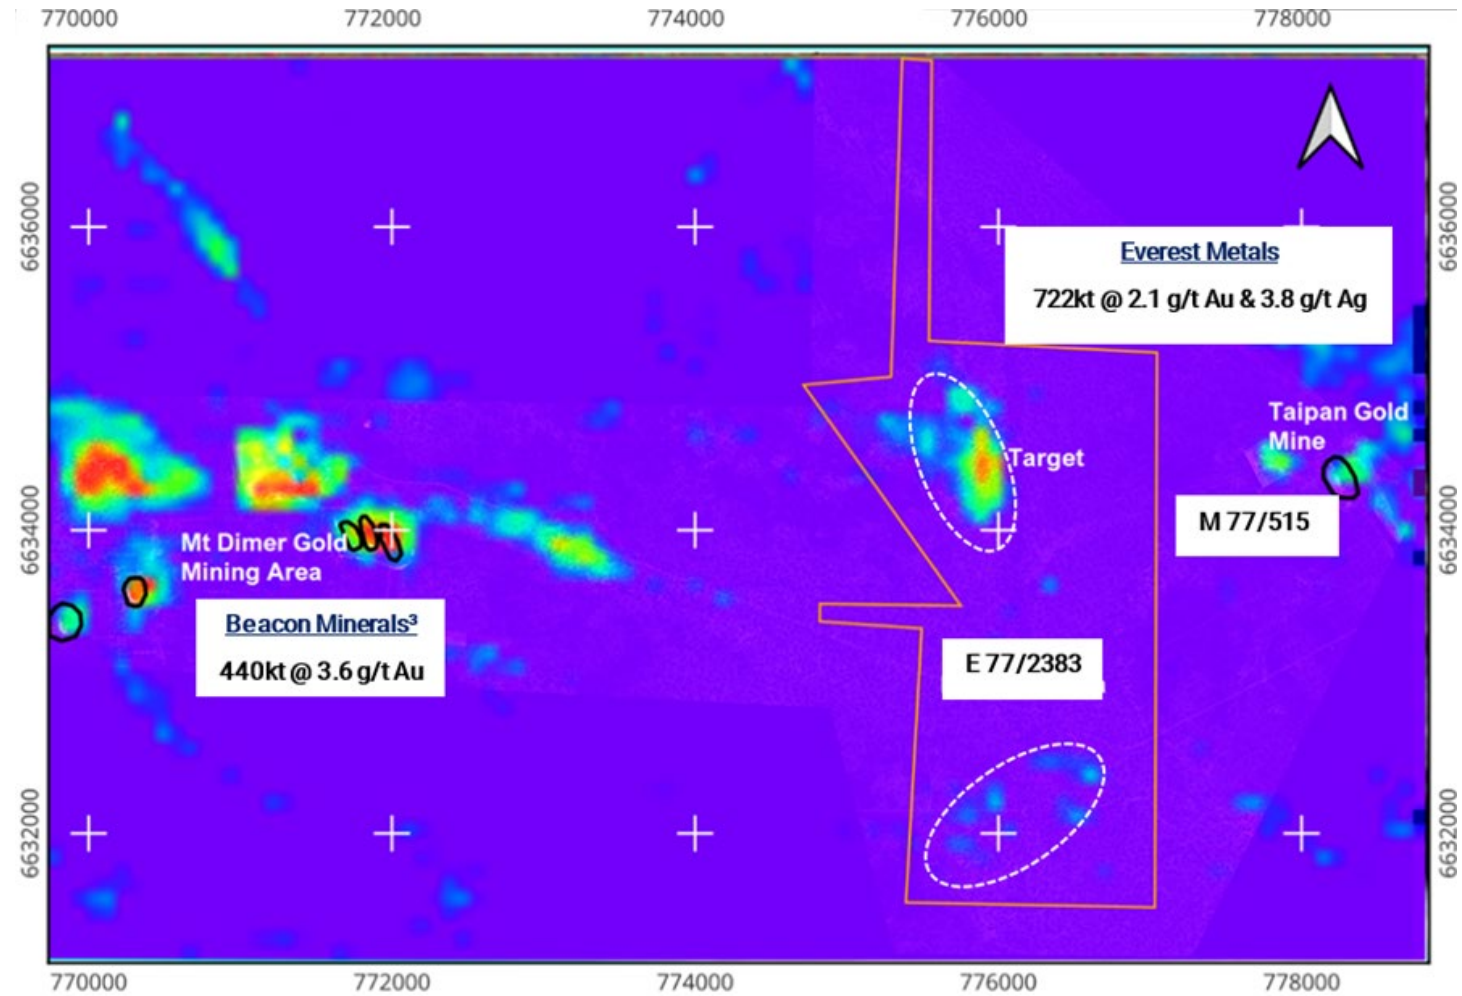 770000 772000 774000 776000 778000
6636000
6636000
Everest Metals
722kt @ 2.1 g/t Au & 3.8 g/t Ag
Taipan Gold
Mine
Target
6634000
6634000
M 77/515
Mt Dimer Gold
Mining Area
Beacon Minerals³
440kt @ 3.6 g/t Au
E 77/2383
6632000
6632000
770000 772000 774000 776000 778000